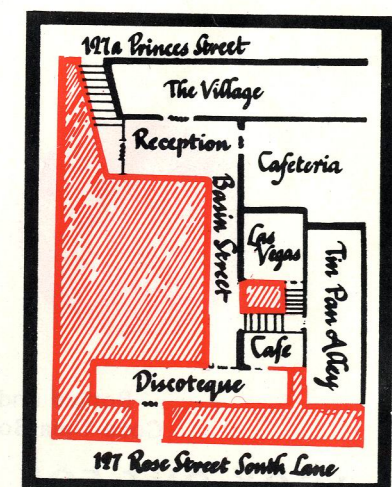 127a Princes Street
The Village
Reception
Cafeteria
Basin Street
Las
Vegas
Tin Pan Alley
Cafe
Discoteque
127 Rose Street South Lane